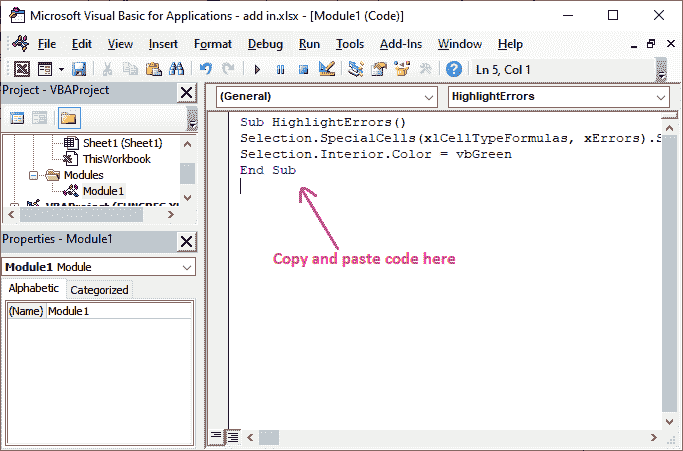 Microsoft Visual Basic for Applications - add in.xlsx - [Module1 (Code)]
File Edit View Insert Format Debug Run Tools Add-Ins Window Help
Ln 5, Col 1
Project - VBAProject
Sheet1 (Sheet1)
ThisWorkbook
Modules
Module1
Properties - Module1
Module1 Module
Alphabetic Categorized
(Name) Module1
(General) HighlightErrors
Sub HighlightErrors()
Selection.SpecialCells(xlCellTypeFormulas, xErrors).S
Selection.Interior.Color = vbGreen
End Sub
Copy and paste code here